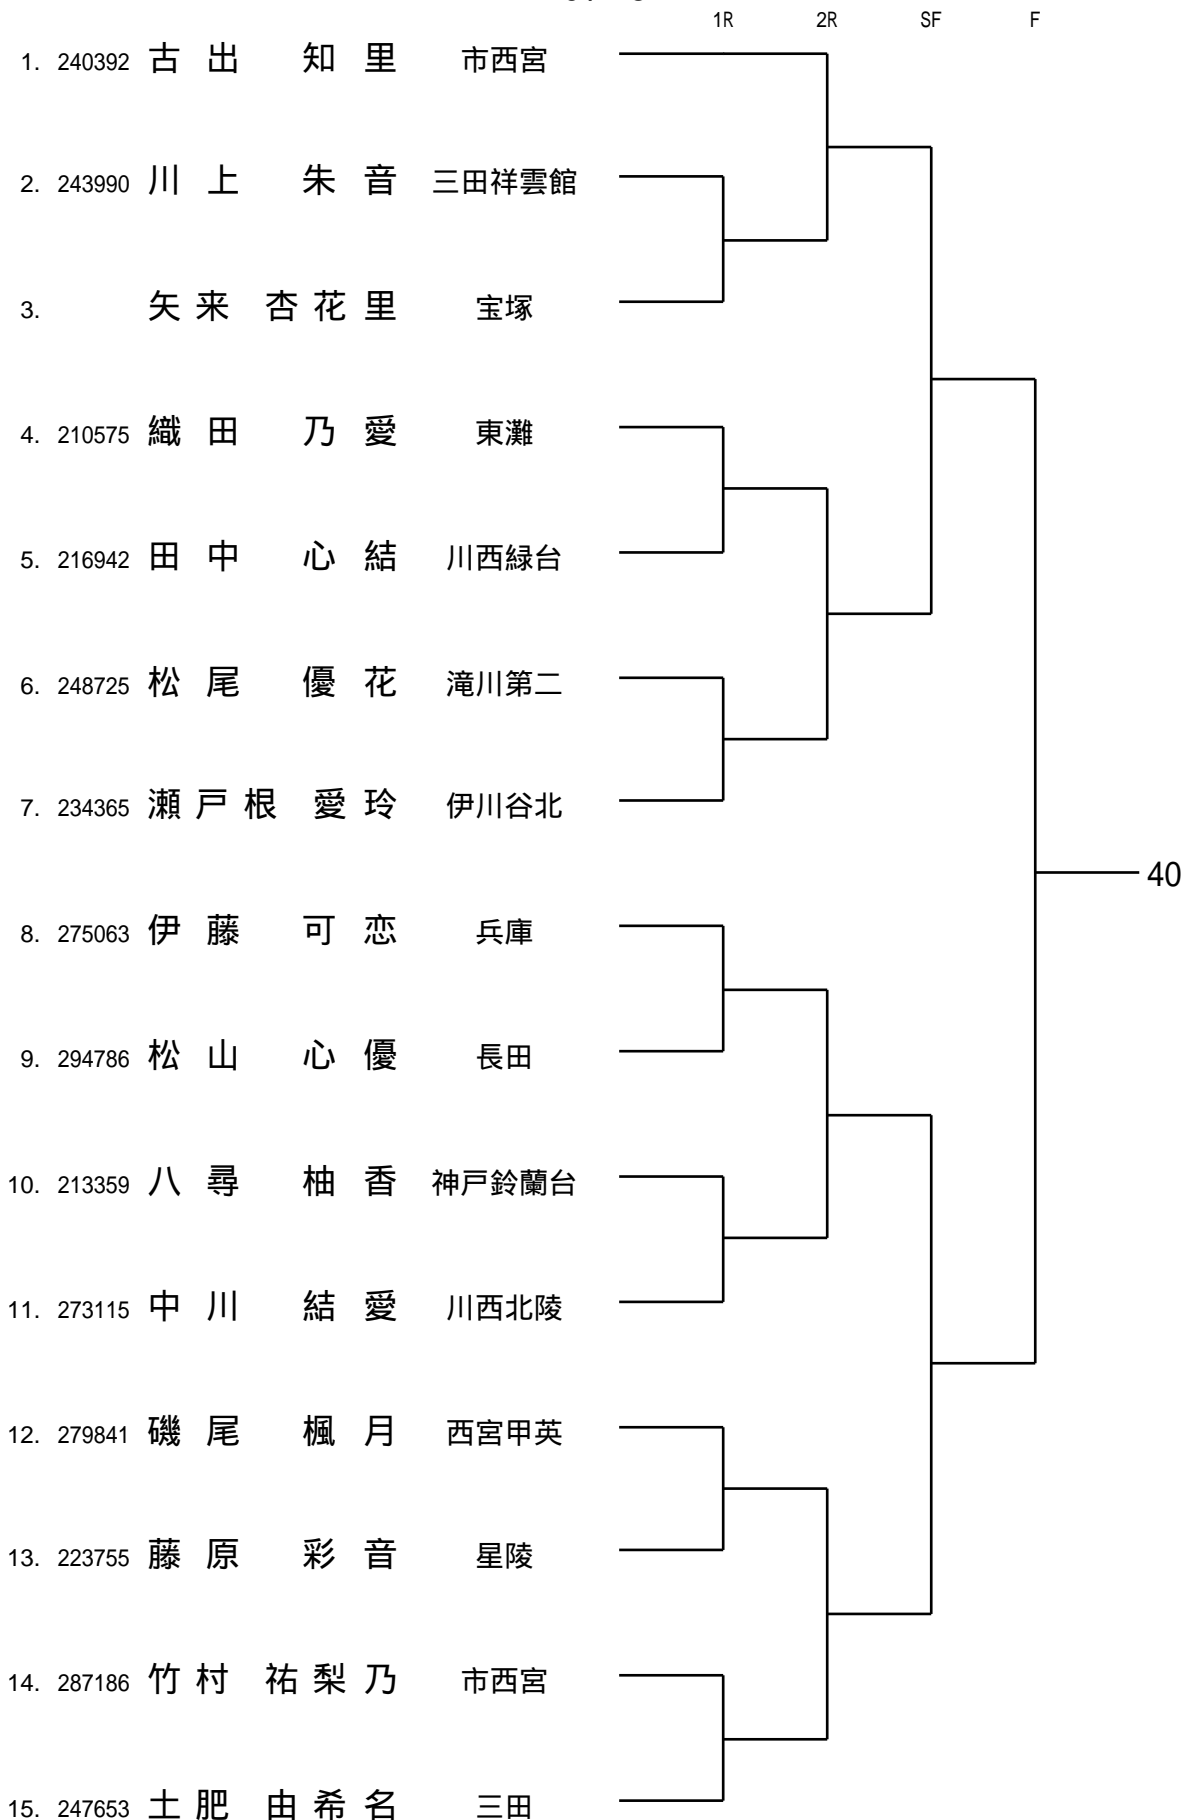 1R 2R SF F
1. 240392 古出 知里 市西宮
2. 243990 川上 朱音 三田祥雲館
3. 矢来 杏花里 宝塚
4. 210575 織田 乃愛 東灘
5. 216942 田中 心結 川西緑台
6. 248725 松尾 優花 滝川第二
7. 234365 瀬戸根 愛玲 伊川谷北
40
8. 275063 伊藤 可恋 兵庫
9. 294786 松山 心優 長田
10. 213359 八尋 柚香 神戸鈴蘭台
11. 273115 中川 結愛 川西北陵
12. 279841 磯尾 楓月 西宮甲英
13. 223755 藤原 彩音 星陵
14. 287186 竹村 祐梨乃 市西宮
15. 247653 土肥 由希名 三田